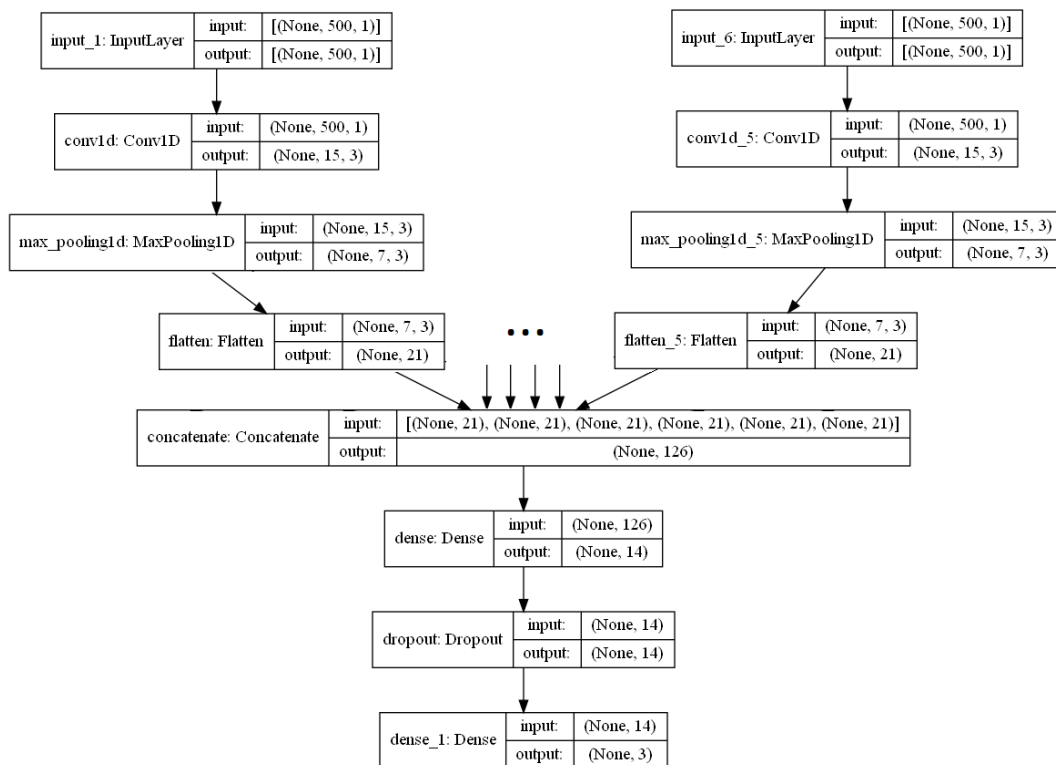 input_1: InputLayer
input: [(None, 500, 1)]
output: [(None, 500, 1)]
input_6: InputLayer
input: [(None, 500, 1)]
output: [(None, 500, 1)]
conv1d: Conv1D
input: (None, 500, 1)
output: (None, 15, 3)
conv1d_5: Conv1D
input: (None, 500, 1)
output: (None, 15, 3)
max_pooling1d: MaxPooling1D
input: (None, 15, 3)
output: (None, 7, 3)
max_pooling1d_5: MaxPooling1D
input: (None, 15, 3)
output: (None, 7, 3)
flatten: Flatten
input: (None, 7, 3)
output: (None, 21)
...
flatten_5: Flatten
input: (None, 7, 3)
output: (None, 21)
concatenate: Concatenate
input: [(None, 21), (None, 21), (None, 21), (None, 21), (None, 21), (None, 21)]
output: (None, 126)
dense: Dense
input: (None, 126)
output: (None, 14)
dropout: Dropout
input: (None, 14)
output: (None, 14)
dense_1: Dense
input: (None, 14)
output: (None, 3)